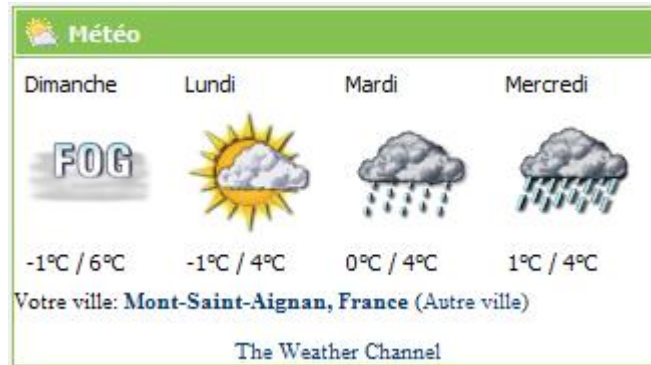 Météo
Dimanche Lundi Mardi Mercredi
FOG
-1°C / 6°C -1°C / 4°C 0°C / 4°C 1°C / 4°C
Votre ville: Mont-Saint-Aignan, France (Autre ville)
The Weather Channel